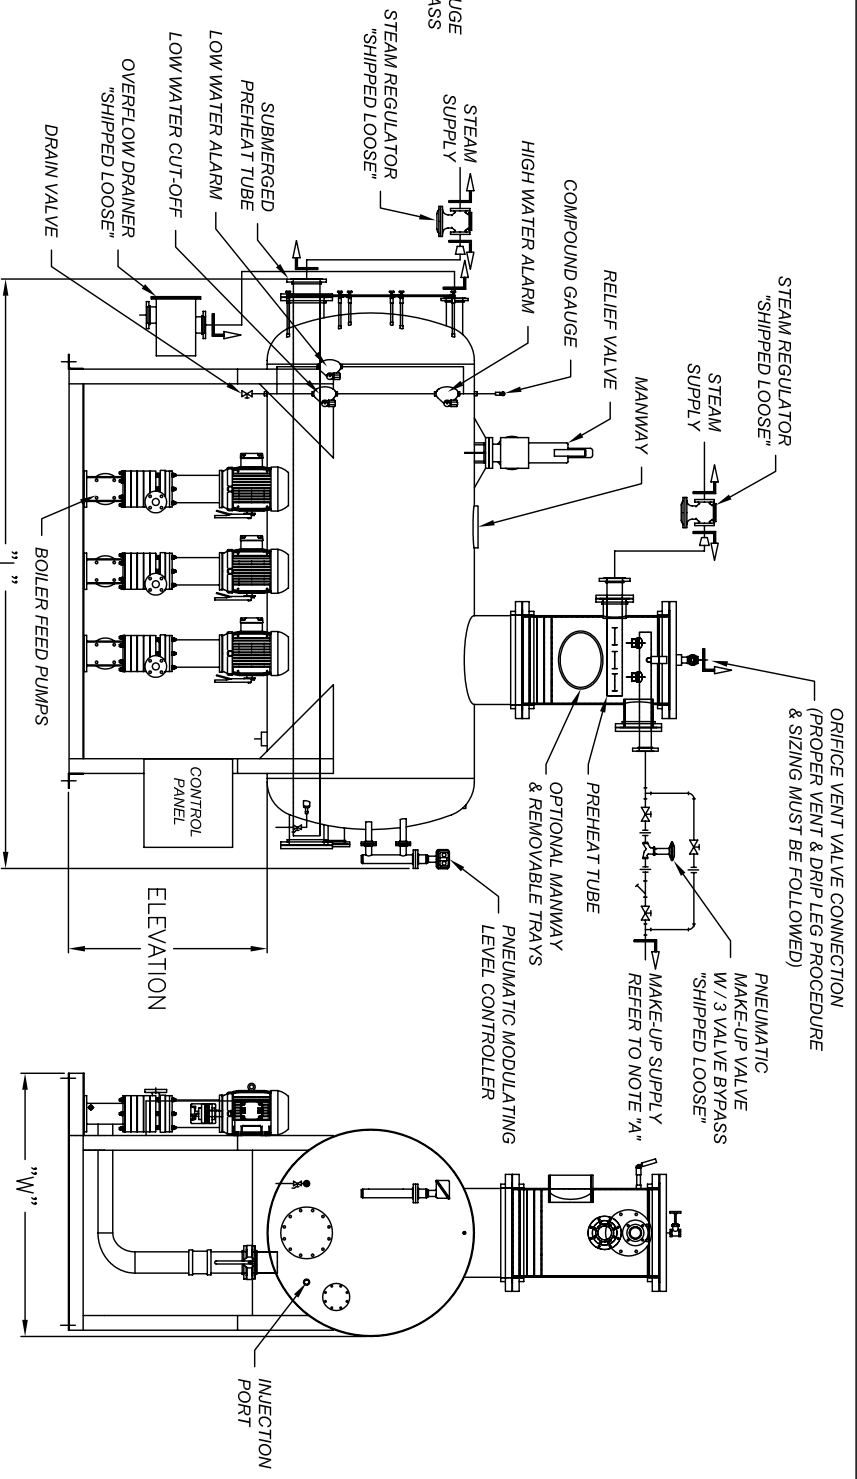 UGE
ASS
STEAM REGULATOR
"SHIPPED LOOSE"
STEAM
SUPPLY
HIGH WATER ALARM
COMPOUND GAUGE
RELIEF VALVE
MANWAY
STEAM
SUPPLY
STEAM REGULATOR
"SHIPPED LOOSE"
ORIFICE VENT VALVE CONNECTION
(PROPER VENT & DRIP LEG PROCEDURE
& SIZING MUST BE FOLLOWED)
PNEUMATIC
MAKE-UP VALVE
W / 3 VALVE BYPASS
"SHIPPED LOOSE"
MAKE-UP SUPPLY
REFER TO NOTE "A"
PREHEAT TUBE
OPTIONAL MANWAY
& REMOVABLE TRAYS
PNEUMATIC MODULATING
LEVEL CONTROLLER
SUBMERGED
PREHEAT TUBE
LOW WATER ALARM
LOW WATER CUT-OFF
OVERFLOW DRAINER
"SHIPPED LOOSE"
DRAIN VALVE
BOILER FEED PUMPS
CONTROL
PANEL
ELEVATION
"L"
"W"
INJECTION
PORT